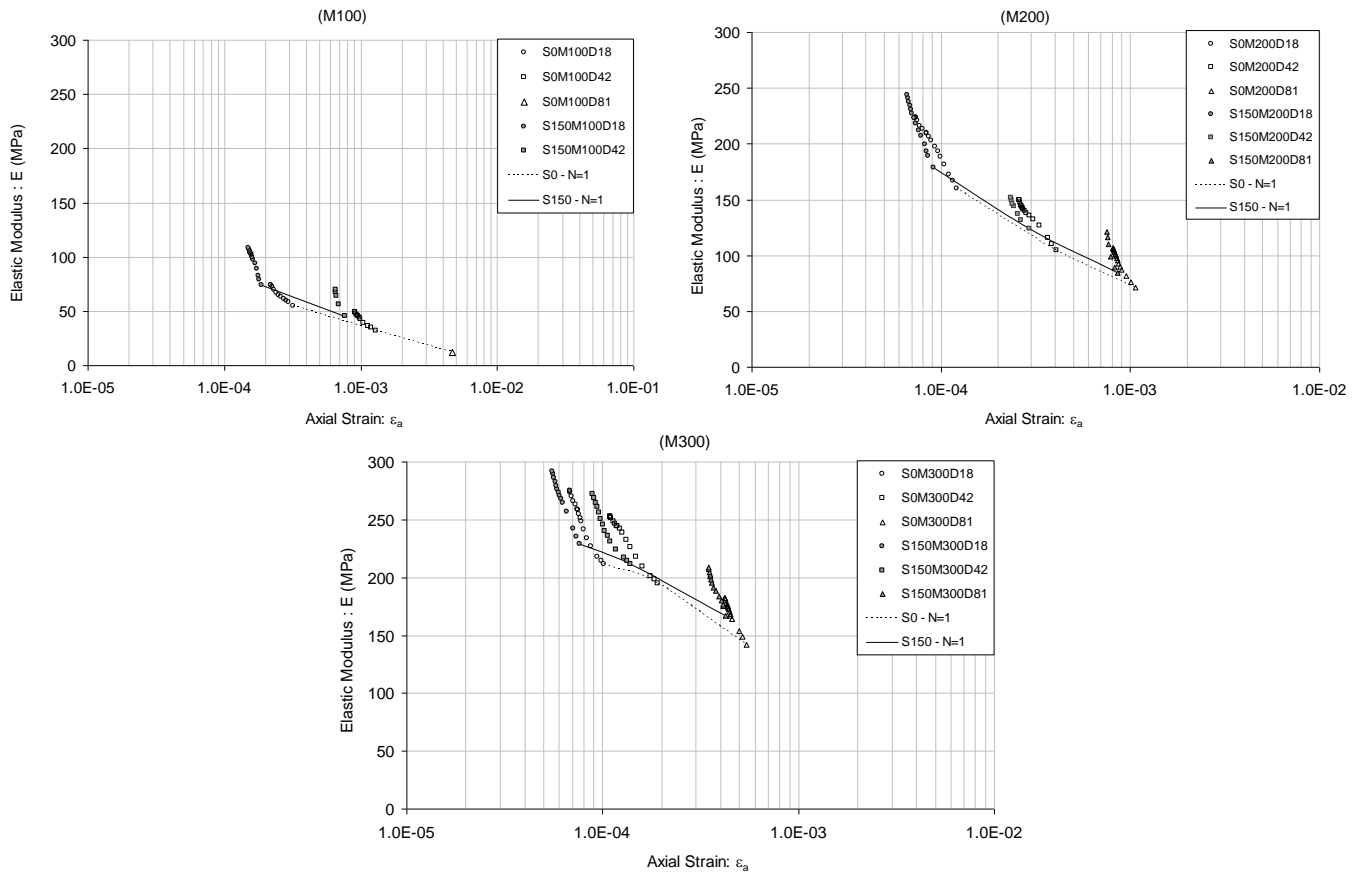 (M100)
300
250
200
150
100
50
0
Elastic Modulus : E (MPa)
1.0E-05
1.0E-04
1.0E-03
1.0E-02
1.0E-01
Axial Strain: εa
S0M100D18
S0M100D42
S0M100D81
S150M100D18
S150M100D42
S0 - N=1
S150 - N=1
(M200)
300
250
200
150
100
50
0
Elastic Modulus : E (MPa)
1.0E-05
1.0E-04
1.0E-03
1.0E-02
Axial Strain: εa
S0M200D18
S0M200D42
S0M200D81
S150M200D18
S150M200D42
S150M200D81
S0 - N=1
S150 - N=1
(M300)
300
250
200
150
100
50
0
Elastic Modulus : E (MPa)
1.0E-05
1.0E-04
1.0E-03
1.0E-02
Axial Strain: εa
S0M300D18
S0M300D42
S0M300D81
S150M300D18
S150M300D42
S150M300D81
S0 - N=1
S150 - N=1